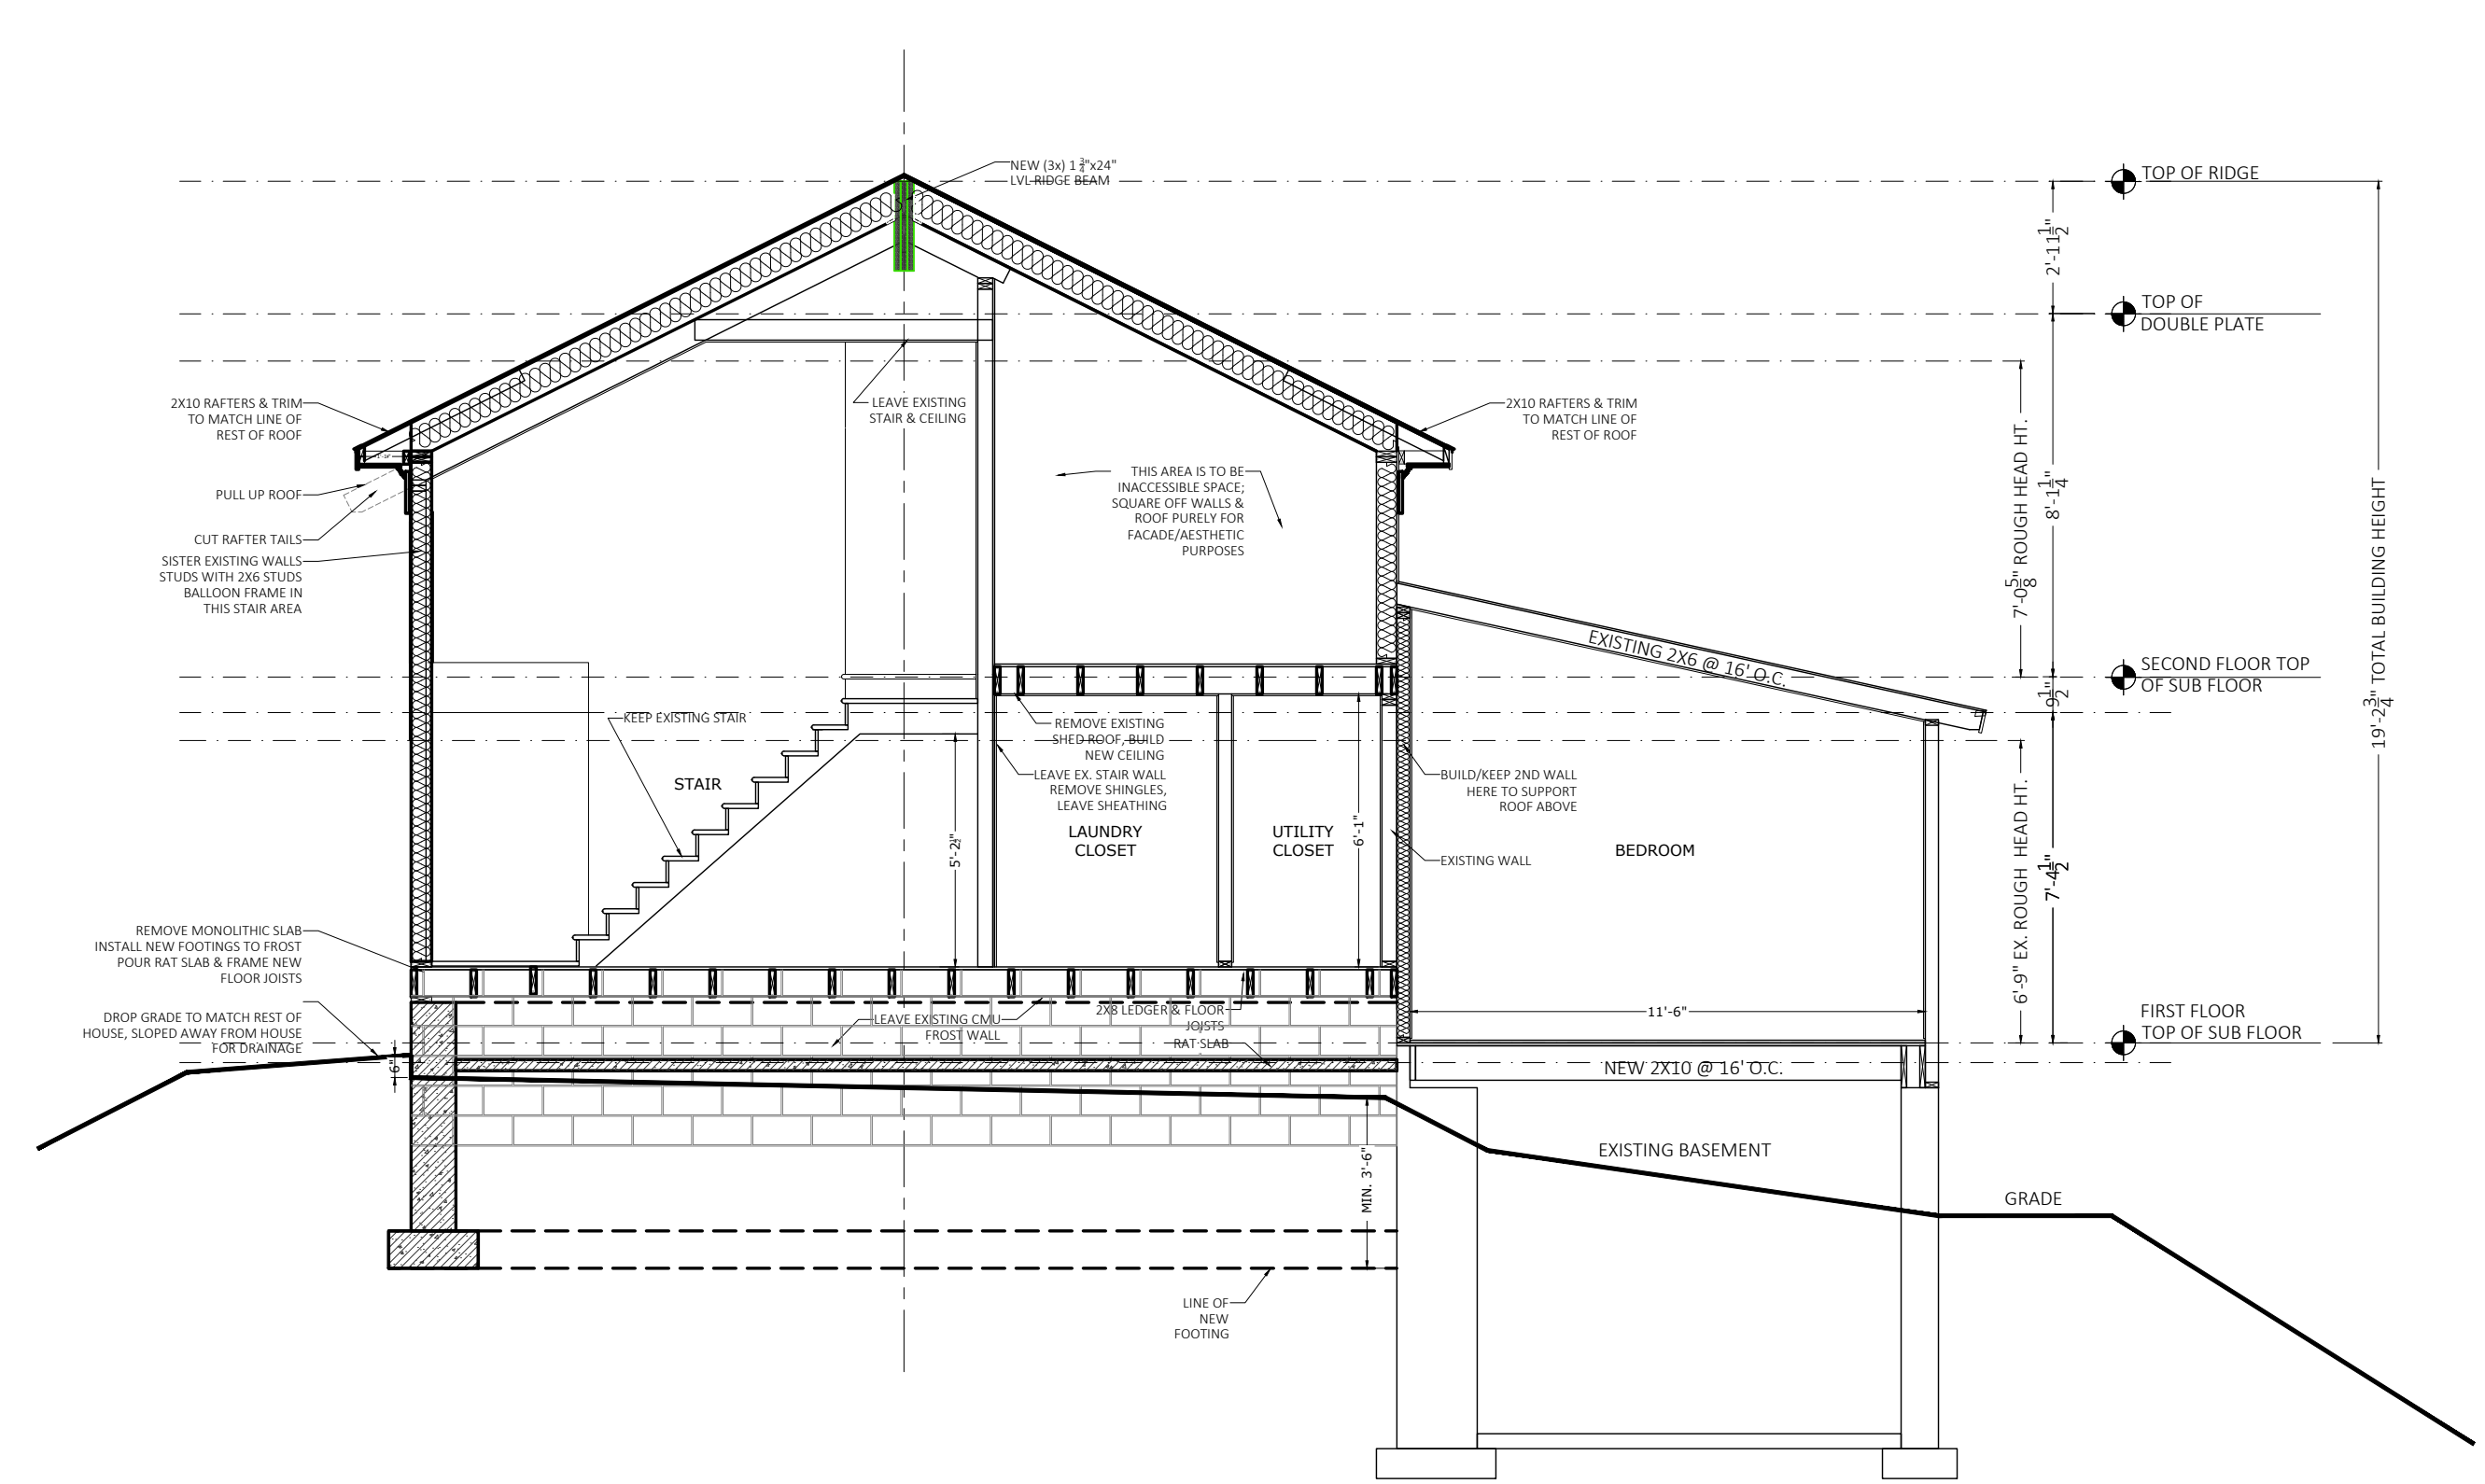 NEW (3x) 1 3/4"x24"
LVL RIDGE BEAM
TOP OF RIDGE
2'-11 1/2"
TOP OF
DOUBLE PLATE
2X10 RAFTERS & TRIM
TO MATCH LINE OF
REST OF ROOF
LEAVE EXISTING
STAIR & CEILING
2X10 RAFTERS & TRIM
TO MATCH LINE OF
REST OF ROOF
PULL UP ROOF
CUT RAFTER TAILS
SISTER EXISTING WALLS
STUDS WITH 2X6 STUDS
BALLOON FRAME IN
THIS STAIR AREA
THIS AREA IS TO BE
INACCESSIBLE SPACE;
SQUARE OFF WALLS &
ROOF PURELY FOR
FACADE/AESTHETIC
PURPOSES
7'-0 5/8" ROUGH HEAD HT.
8'-1 1/4"
19'-2 3/4" TOTAL BUILDING HEIGHT
EXISTING 2X6 @ 16' O.C.
SECOND FLOOR TOP
OF SUB FLOOR
9 1/2"
KEEP EXISTING STAIR
STAIR
REMOVE EXISTING
SHED ROOF, BUILD
NEW CEILING
LEAVE EX. STAIR WALL
REMOVE SHINGLES,
LEAVE SHEATHING
BUILD/KEEP 2ND WALL
HERE TO SUPPORT
ROOF ABOVE
5'-2 1/2"
LAUNDRY
CLOSET
UTILITY
CLOSET
6'-1"
EXISTING WALL
BEDROOM
6'-9" EX. ROUGH HEAD HT.
7'-4 1/2"
REMOVE MONOLITHIC SLAB
INSTALL NEW FOOTINGS TO FROST
POUR RAT SLAB & FRAME NEW
FLOOR JOISTS
DROP GRADE TO MATCH REST OF
HOUSE, SLOPED AWAY FROM HOUSE
FOR DRAINAGE
6"
LEAVE EXISTING CMU
FROST WALL
2X8 LEDGER & FLOOR
JOISTS
RAT SLAB
11'-6"
FIRST FLOOR
TOP OF SUB FLOOR
NEW 2X10 @ 16' O.C.
MIN. 3'-6"
EXISTING BASEMENT
GRADE
LINE OF
NEW
FOOTING